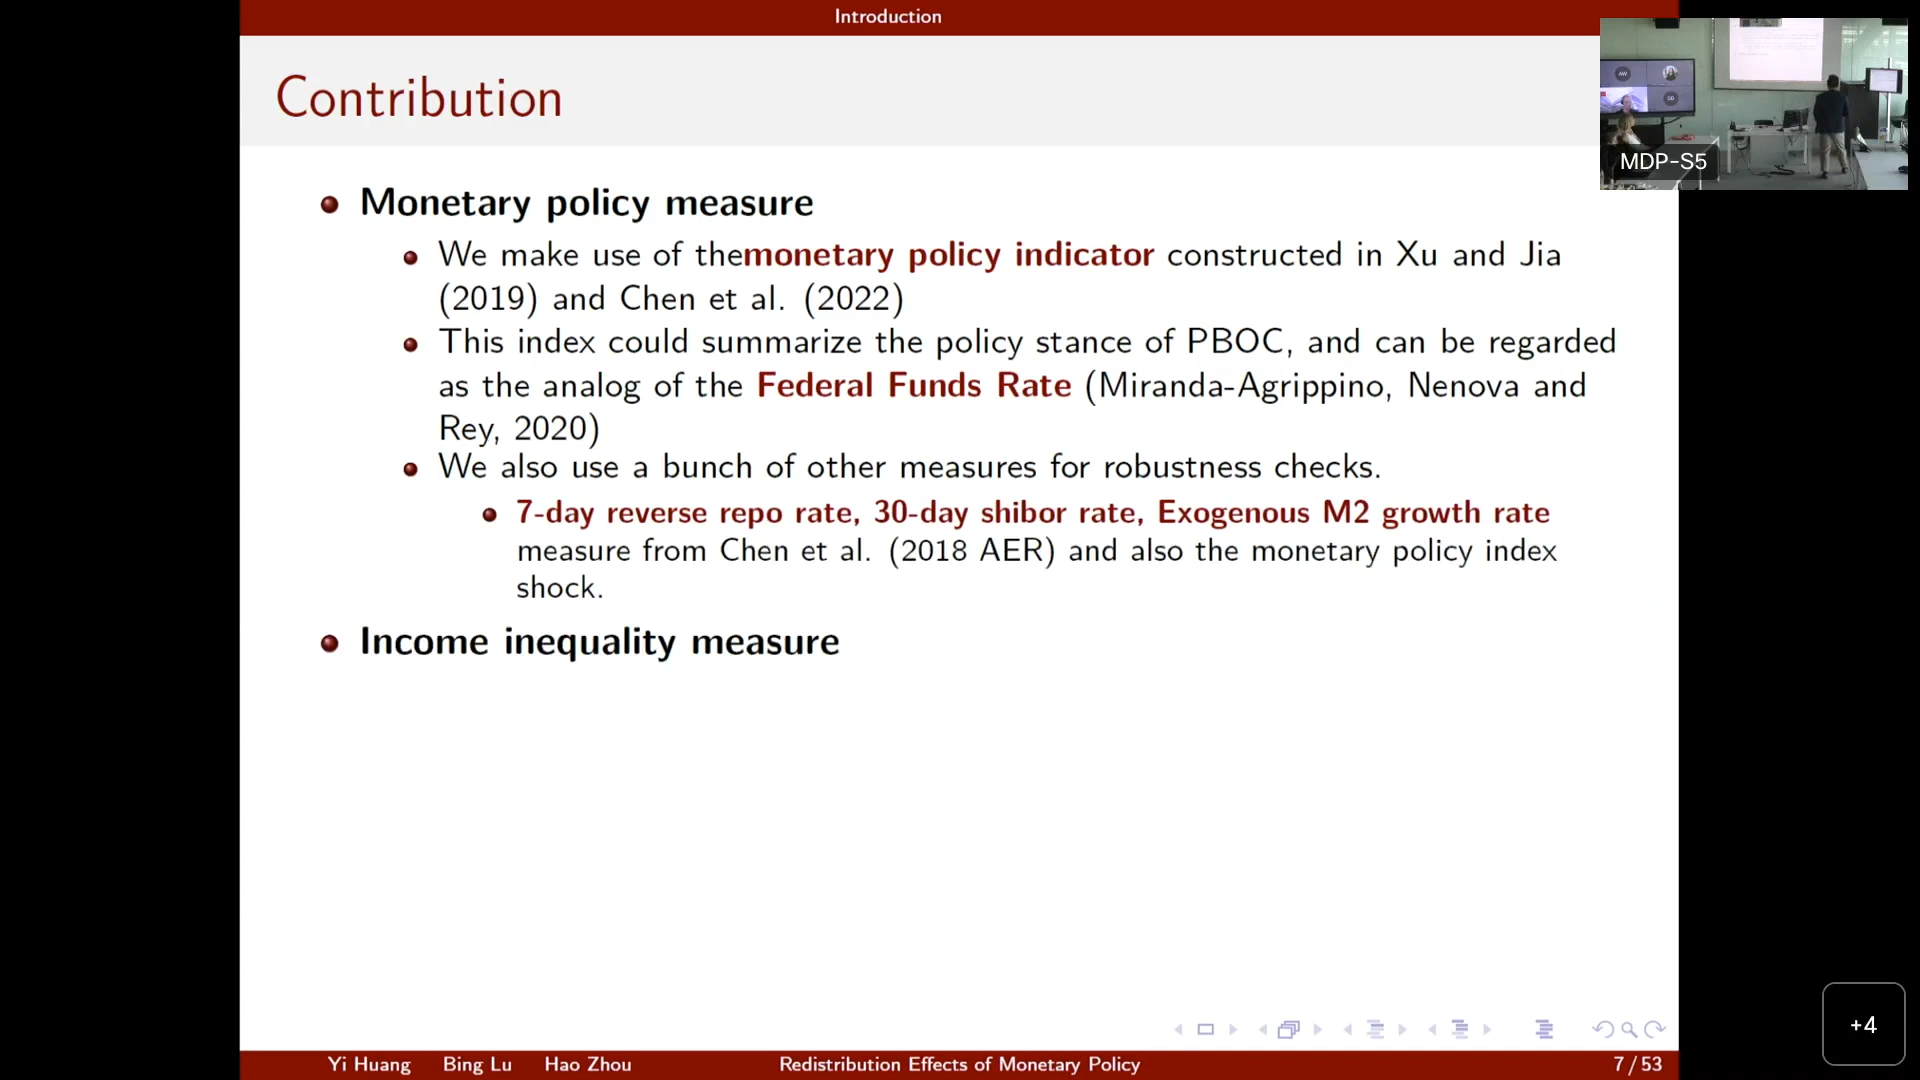 Introduction
Contribution
Monetary policy measure
We make use of themonetary policy indicator constructed in Xu and Jia
(2019) and Chen et al. (2022)
This index could summarize the policy stance of PBOC, and can be regarded
as the analog of the Federal Funds Rate (Miranda-Agrippino, Nenova and
Rey, 2020)
We also use a bunch of other measures for robustness checks.
7-day reverse repo rate, 30-day shibor rate, Exogenous M2 growth rate
measure from Chen et al. (2018 AER) and also the monetary policy index
shock.
Income inequality measure
Yi Huang Bing Lu Hao Zhou Redistribution Effects of Monetary Policy 7 / 53
MDP-S5
+4